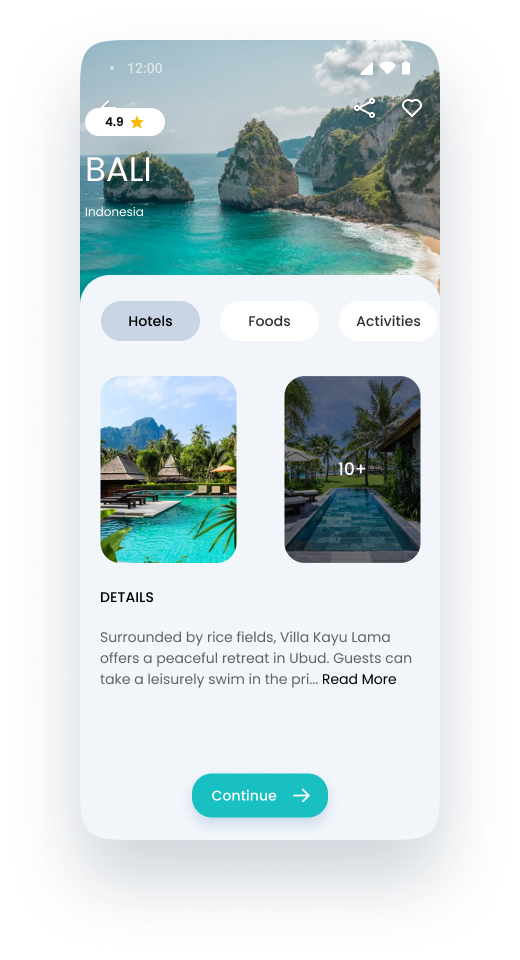 12:00
4.9
BALI
Indonesia
Hotels
Foods
Activities
10+
DETAILS
Surrounded by rice fields, Villa Kayu Lama
offers a peaceful retreat in Ubud. Guests can
take a leisurely swim in the pri... Read More
Continue